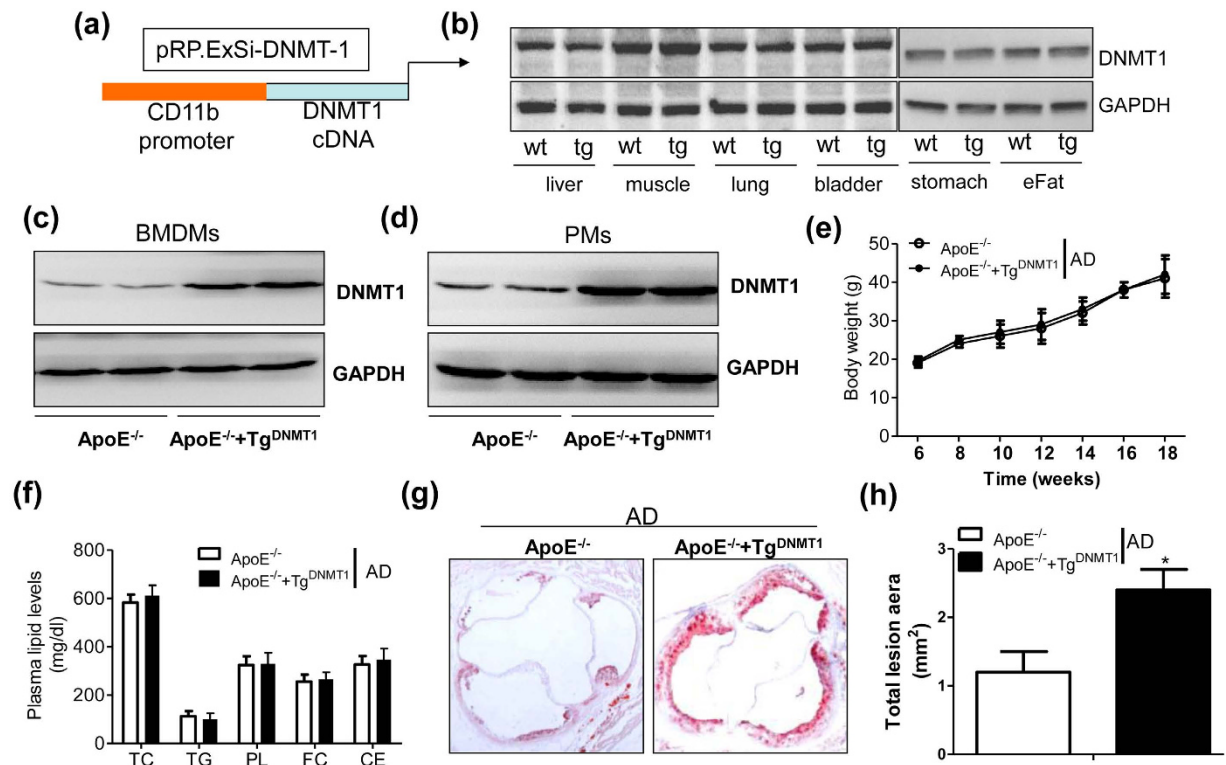 (a)
pRP.ExSi-DNMT-1
CD11b
promoter
DNMT1
cDNA
(b)
DNMT1
GAPDH
wt tg wt tg wt tg wt tg wt tg wt tg
liver muscle lung bladder stomach eFat
(c)
BMDMs
DNMT1
GAPDH
ApoE-/- ApoE-/-+TgDNMT1
(d)
PMs
DNMT1
GAPDH
ApoE-/- ApoE-/-+TgDNMT1
(e)
ApoE-/-
ApoE-/-+TgDNMT1
AD
Body weight (g)
50
40
30
20
10
0
6 8 10 12 14 16 18
Time (weeks)
(f)
ApoE-/-
ApoE-/-+TgDNMT1
AD
Plasma lipid levels
(mg/dl)
800
600
400
200
0
TC TG PL FC CE
(g)
AD
ApoE-/- ApoE-/-+TgDNMT1
(h)
ApoE-/-
ApoE-/-+TgDNMT1
AD
*
Total lesion aera
(mm2)
3
2
1
0